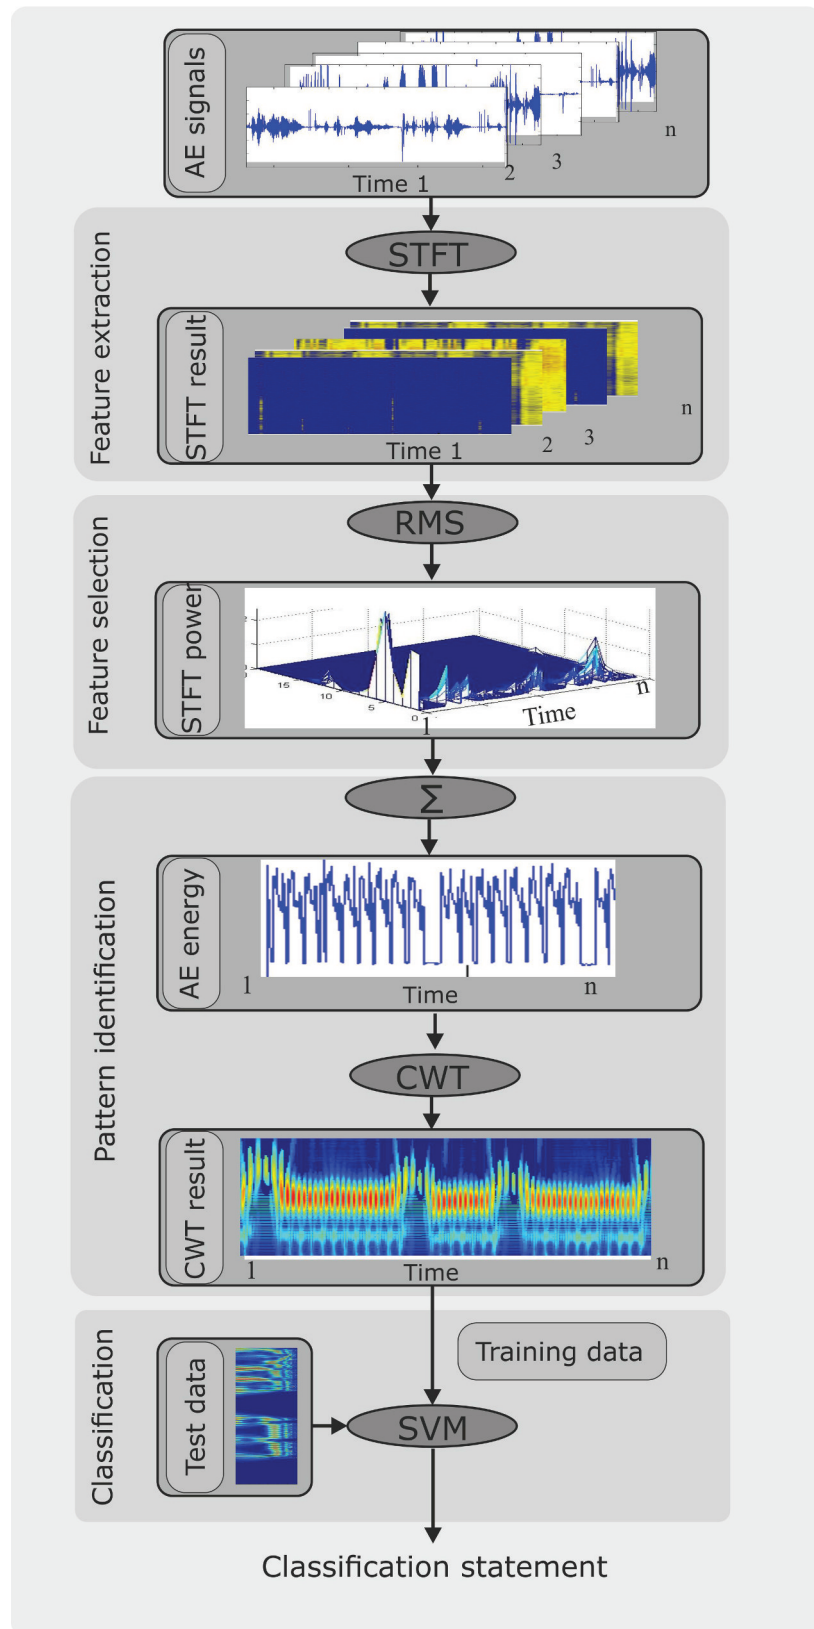 AE signals
Time 1
2
3
n
Feature extraction
STFT
STFT result
Time 1
2
3
n
Feature selection
RMS
STFT power
15
10
5
0
1
Time
n
Pattern identification
Σ
AE energy
1
Time
n
CWT
CWT result
1
Time
n
Classification
Training data
Test data
SVM
Classification statement